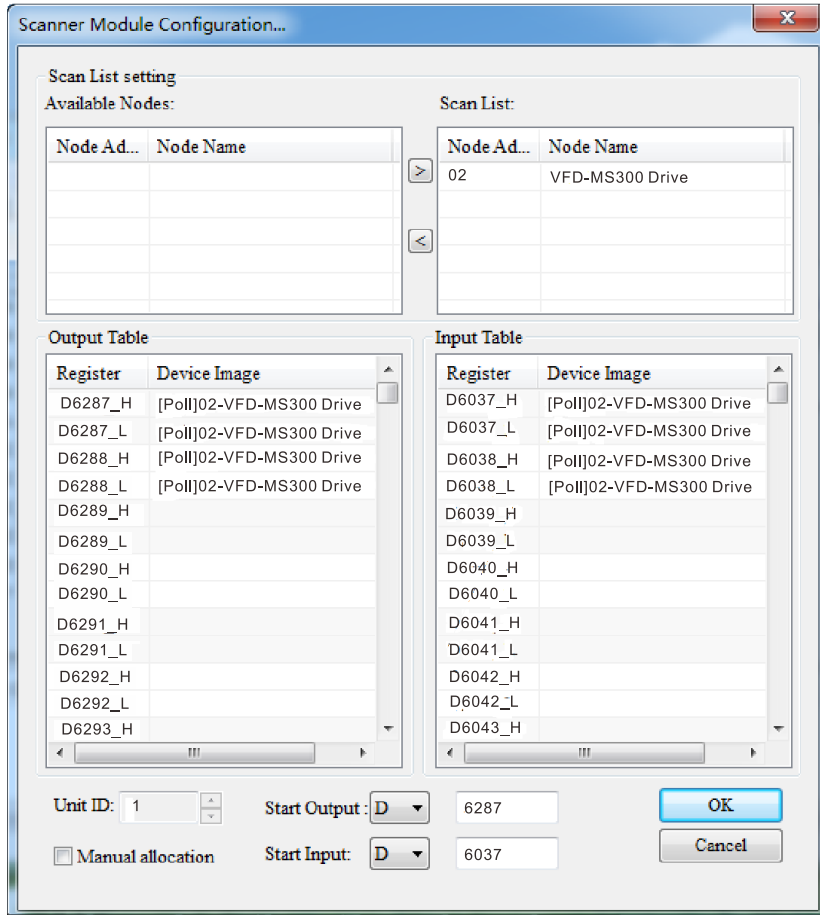 Scanner Module Configuration...
Scan List setting
Available Nodes:
Scan List:
Node Ad... Node Name
Node Ad... Node Name
02 VFD-MS300 Drive
>
<
Output Table
Input Table
Register Device Image
D6287_H [Poll]02-VFD-MS300 Drive
D6287_L [Poll]02-VFD-MS300 Drive
D6288_H [Poll]02-VFD-MS300 Drive
D6288_L [Poll]02-VFD-MS300 Drive
D6289_H
D6289_L
D6290_H
D6290_L
D6291_H
D6291_L
D6292_H
D6292_L
D6293_H
Register Device Image
D6037_H [Poll]02-VFD-MS300 Drive
D6037_L [Poll]02-VFD-MS300 Drive
D6038_H [Poll]02-VFD-MS300 Drive
D6038_L [Poll]02-VFD-MS300 Drive
D6039_H
D6039_L
D6040_H
D6040_L
D6041_H
D6041_L
D6042_H
D6042_L
D6043_H
Unit ID: 1
Start Output : D 6287
OK
Manual allocation
Start Input: D 6037
Cancel